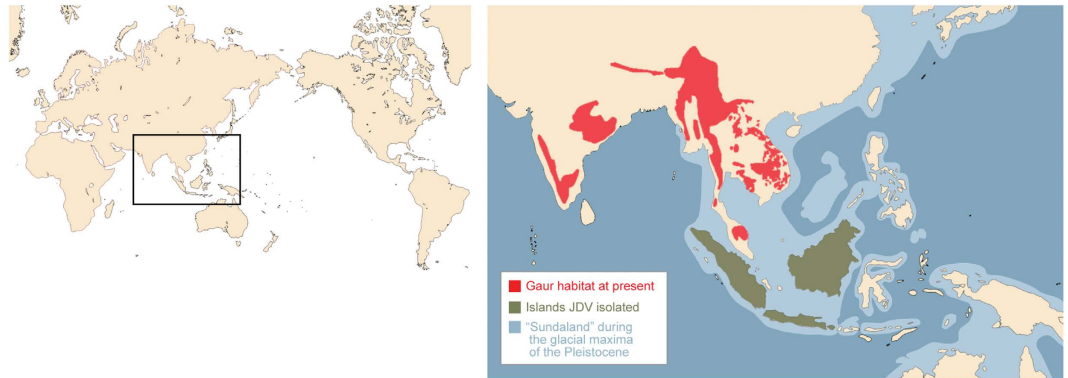 Gaur habitat at present
Islands JDV isolated
“Sundaland” during
the glacial maxima
of the Pleistocene